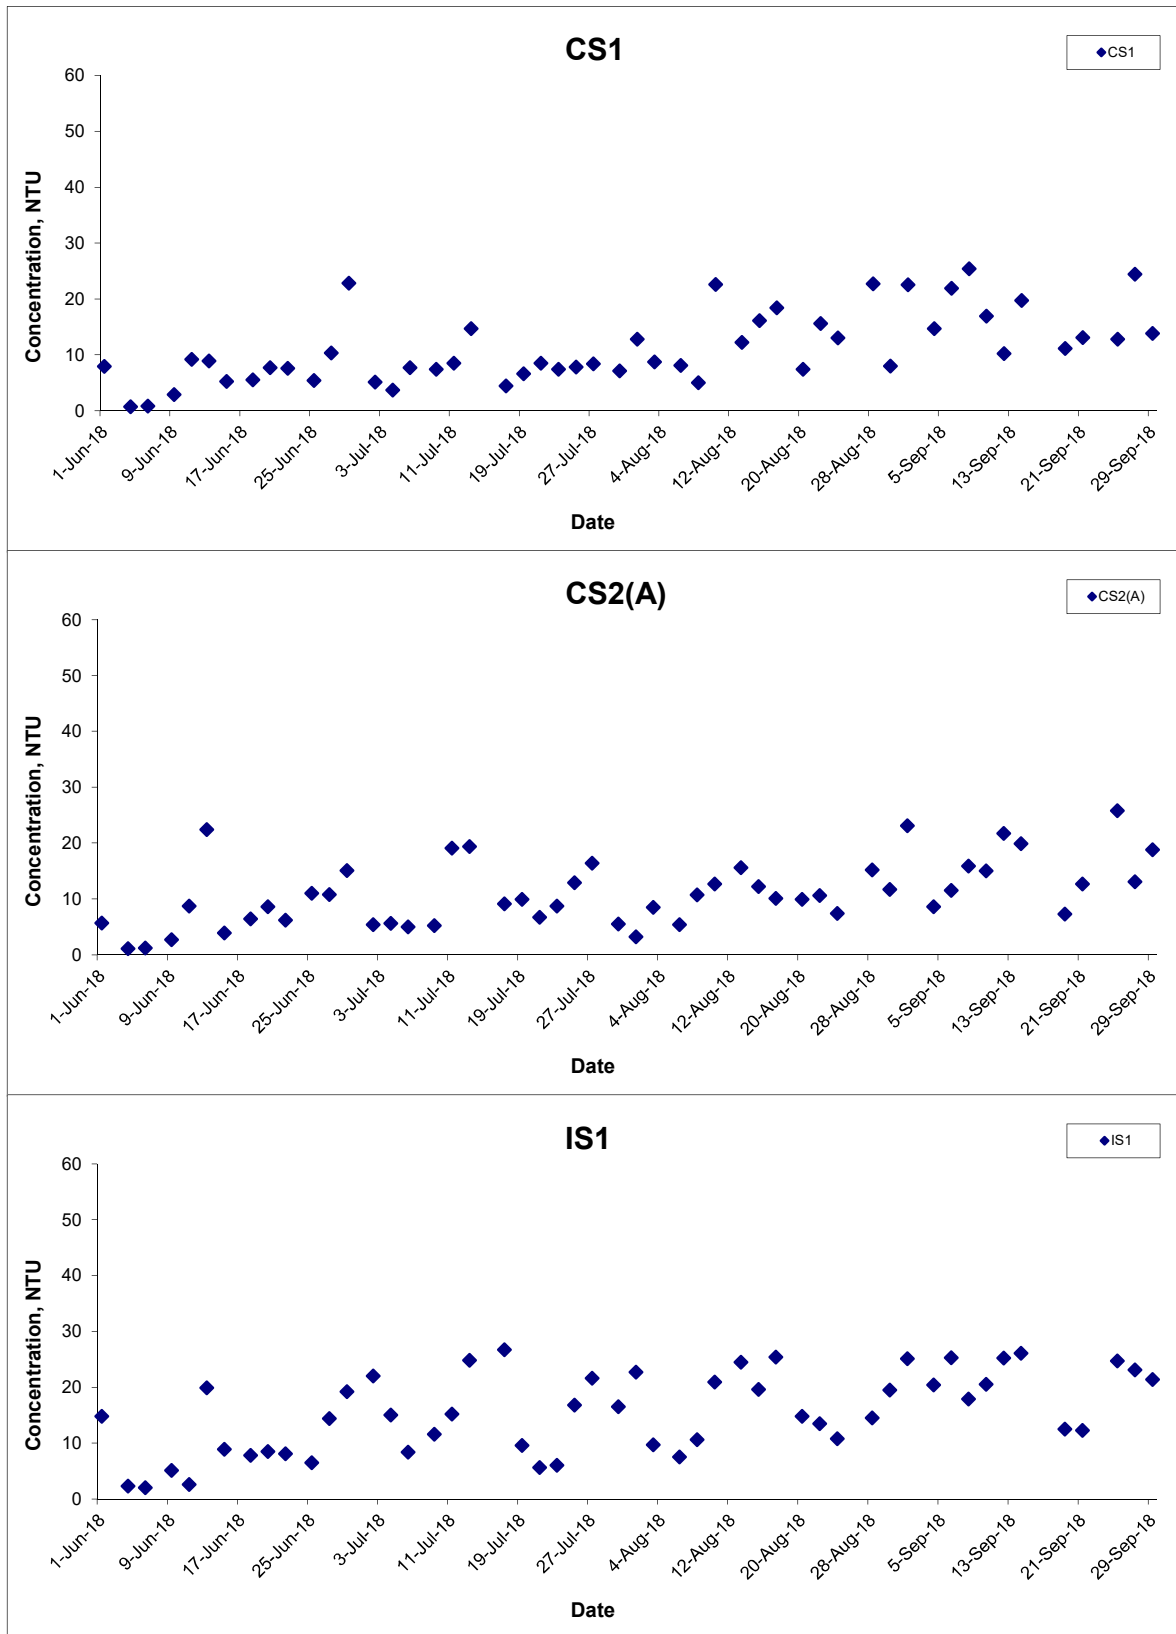 CS1
CS1
60
50
40
30
20
10
0
Concentration, NTU
1-Jun-18
9-Jun-18
17-Jun-18
25-Jun-18
3-Jul-18
11-Jul-18
19-Jul-18
27-Jul-18
4-Aug-18
12-Aug-18
20-Aug-18
28-Aug-18
5-Sep-18
13-Sep-18
21-Sep-18
29-Sep-18
Date
CS2(A)
CS2(A)
60
50
40
30
20
10
0
Concentration, NTU
1-Jun-18
9-Jun-18
17-Jun-18
25-Jun-18
3-Jul-18
11-Jul-18
19-Jul-18
27-Jul-18
4-Aug-18
12-Aug-18
20-Aug-18
28-Aug-18
5-Sep-18
13-Sep-18
21-Sep-18
29-Sep-18
Date
IS1
IS1
60
50
40
30
20
10
0
Concentration, NTU
1-Jun-18
9-Jun-18
17-Jun-18
25-Jun-18
3-Jul-18
11-Jul-18
19-Jul-18
27-Jul-18
4-Aug-18
12-Aug-18
20-Aug-18
28-Aug-18
5-Sep-18
13-Sep-18
21-Sep-18
29-Sep-18
Date